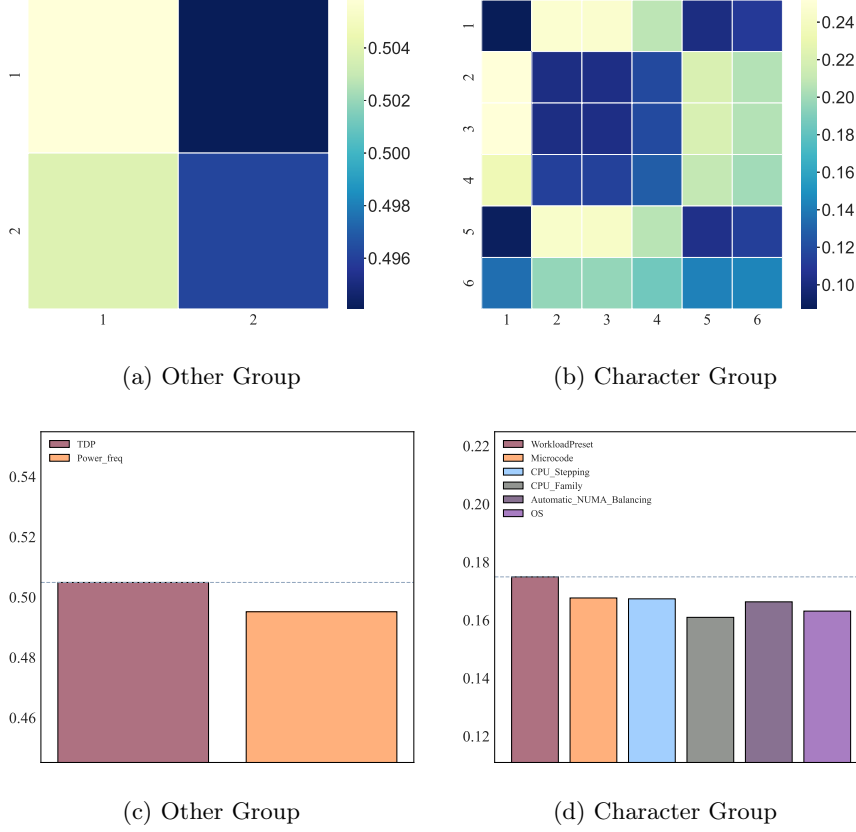 0.504
0.502
0.500
0.498
0.496
1
2
1 2
0.24
0.22
0.20
0.18
0.16
0.14
0.12
0.10
1
2
3
4
5
6
1 2 3 4 5 6
(a) Other Group
(b) Character Group
TDP
Power_freq
0.54
0.52
0.50
0.48
0.46
WorkloadPreset
Microcode
CPU_Stepping
CPU_Family
Automatic_NUMA_Balancing
OS
0.22
0.20
0.18
0.16
0.14
0.12
(c) Other Group
(d) Character Group